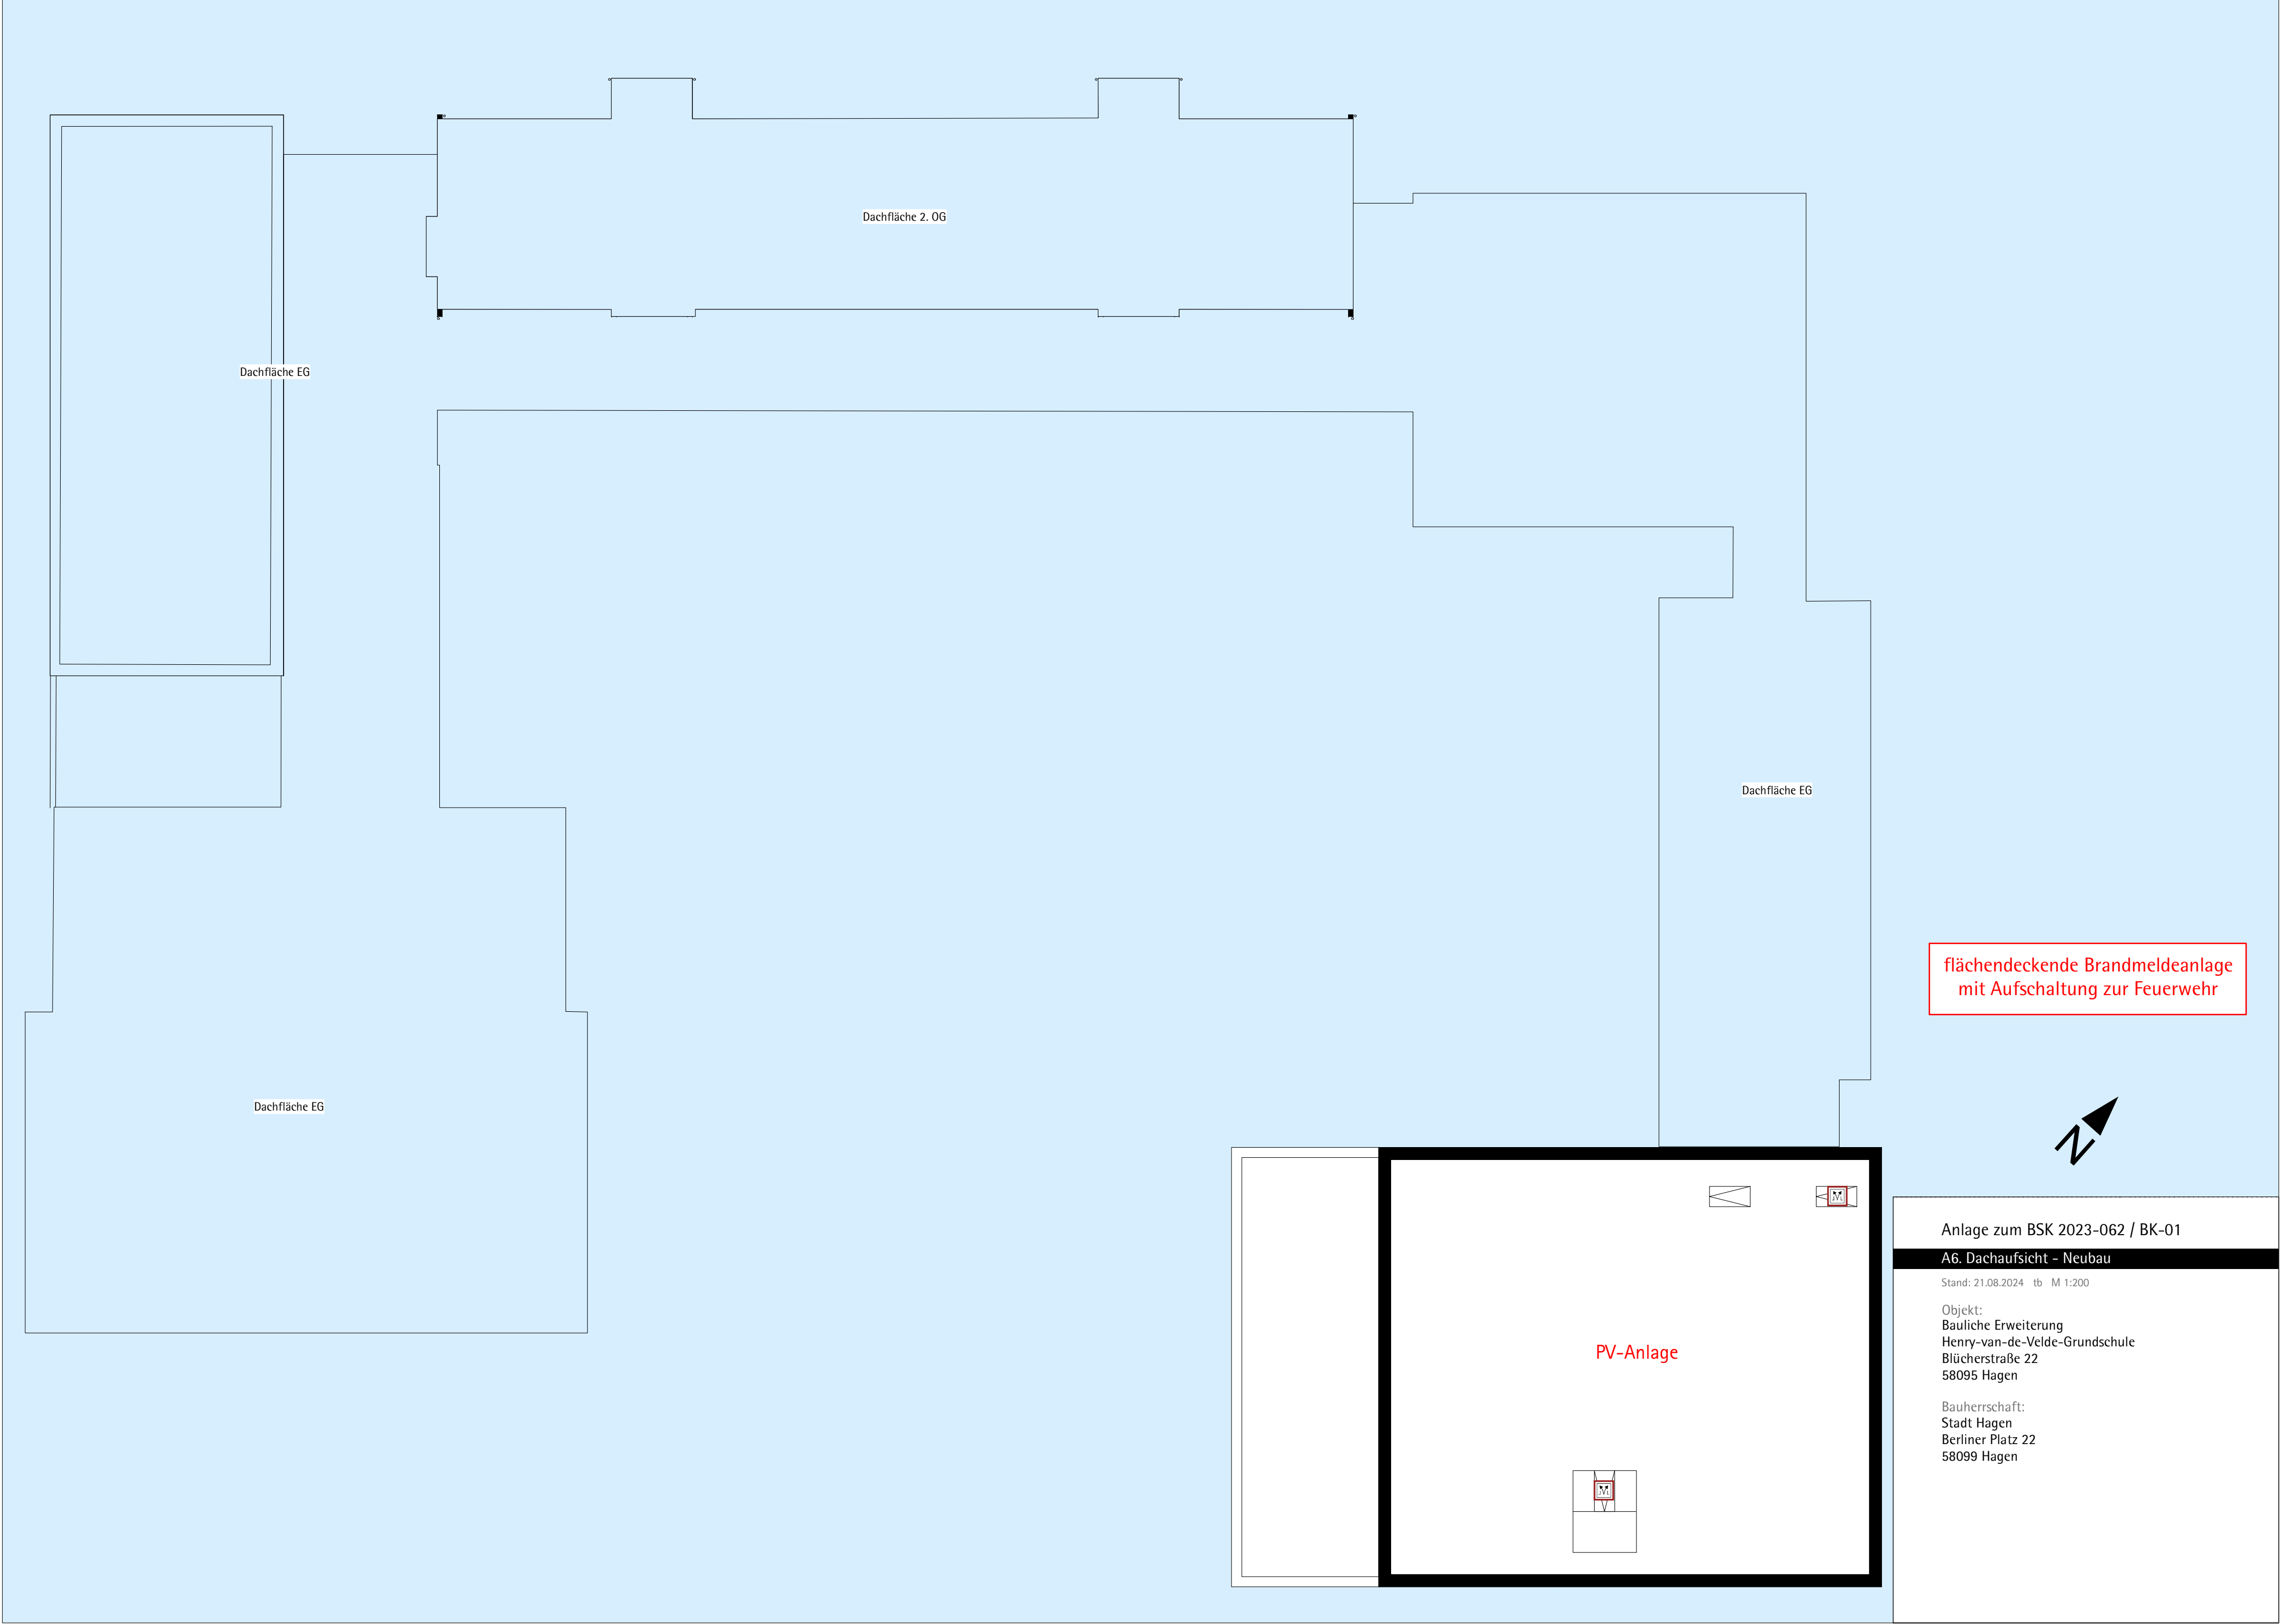 Dachfläche 2. OG
Dachfläche EG
Dachfläche EG
Dachfläche EG
flächendeckende Brandmeldeanlage
mit Aufschaltung zur Feuerwehr
N
PV-Anlage
Anlage zum BSK 2023-062 / BK-01
A6. Dachaufsicht - Neubau
Stand: 21.08.2024 tb M 1:200
Objekt:
Bauliche Erweiterung
Henry-van-de-Velde-Grundschule
Blücherstraße 22
58095 Hagen
Bauherrschaft:
Stadt Hagen
Berliner Platz 22
58099 Hagen